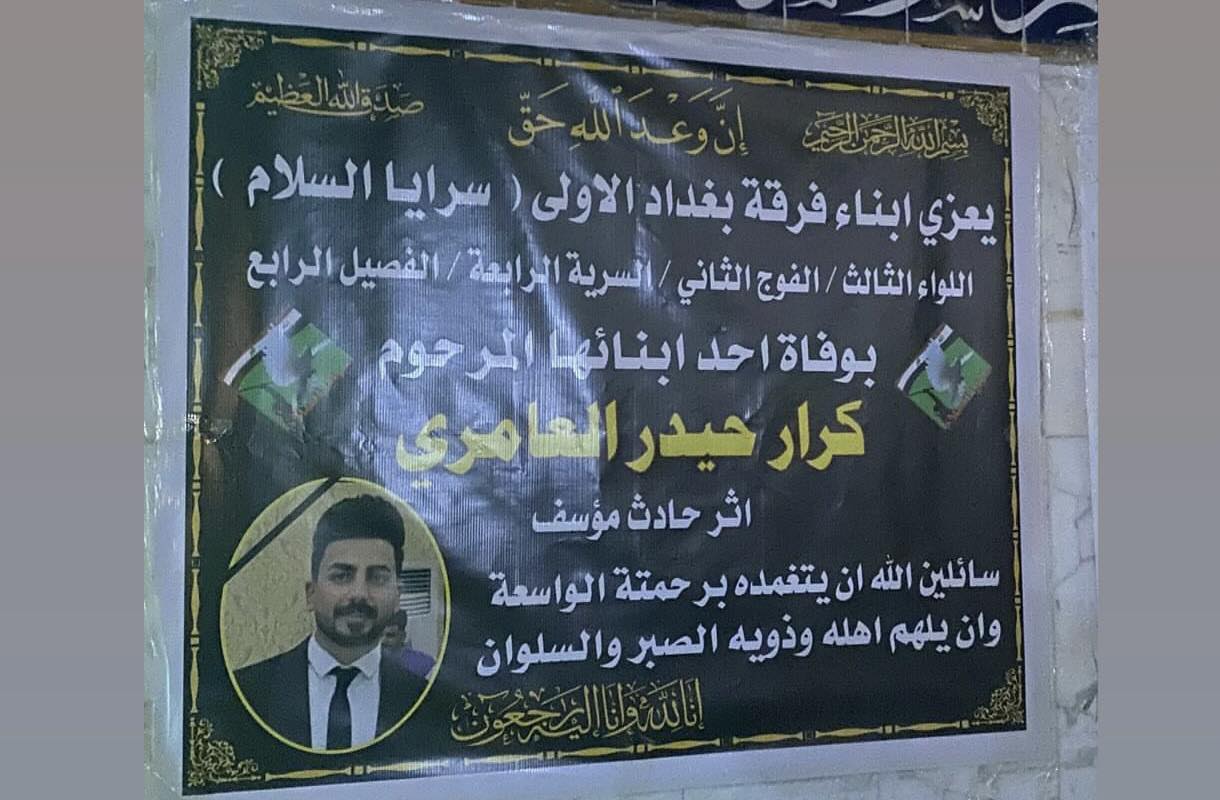 بسم الله الرحمن الرحيم
إنَّ وَعْدَ اللَّهِ حَقّ
صدق الله العظيم
يعزي ابناء فرقة بغداد الاولى ( سرايا السلام )
اللواء الثالث / الفوج الثاني / السرية الرابعة / الفصيل الرابع
بوفاة احد ابنائها المرحوم
كرار حيدر العامري
اثر حادث مؤسف
سائلين الله ان يتغمده برحمتة الواسعة
وان يلهم اهله وذويه الصبر والسلوان
إنا لله وإنا إليه راجعون